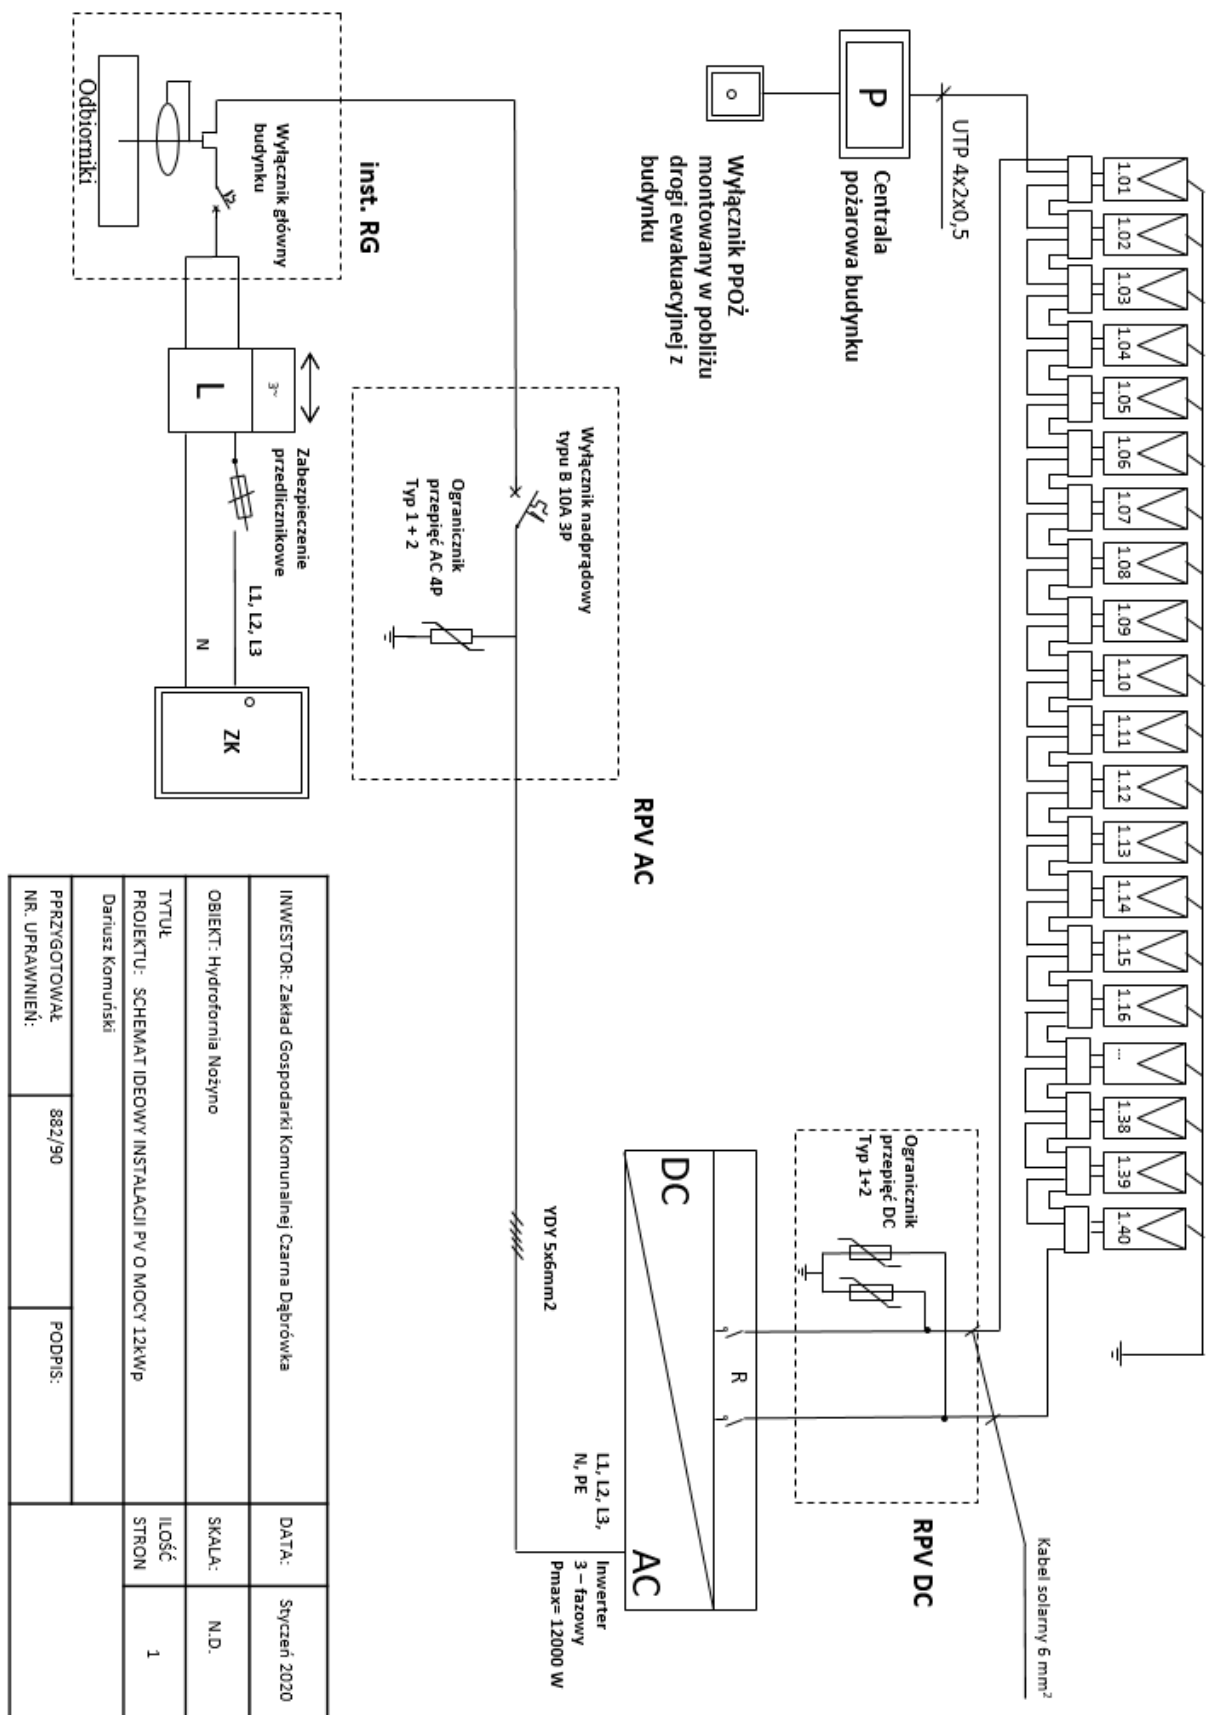 1.01
1.02
1.03
1.04
1.05
1.06
1.07
1.08
1.09
1.10
1.11
1.12
1.13
1.14
1.15
1.16
...
1.38
1.39
1.40
UTP 4x2x0,5
P
Centrala
pożarowa budynku
Wyłącznik PPOŻ
montowany w pobliżu
drogi ewakuacyjnej z
budynku
Kabel solarny 6 mm²
RPV DC
Ogranicznik
przepięć DC
Typ 1+2
R
DC
AC
L1, L2, L3,
N, PE
Inwerter
3 – fazowy
Pmax= 12000 W
YDY 5x6mm2
RPV AC
Wyłącznik nadprądowy
typu B 10A 3P
Ogranicznik
przepięć AC 4P
Typ 1 + 2
inst. RG
Wyłącznik główny
budynku
Odbiorniki
3~
L
Zabezpieczenie
przedlicznikowe
L1, L2, L3
N
ZK
INWESTOR: Zakład Gospodarki Komunalnej Czarna Dąbrówka
DATA:
Styczeń 2020
OBIEKT: Hydrofornia Nożyno
SKALA:
N.D.
TYTUŁ
PROJEKTU: SCHEMAT IDEOWY INSTALACJI PV O MOCY 12kWp
ILOŚĆ
STRON
1
Dariusz Komuński
PPRZYGOTOWAŁ
NR. UPRAWNIEŃ:
882/90
PODPIS: